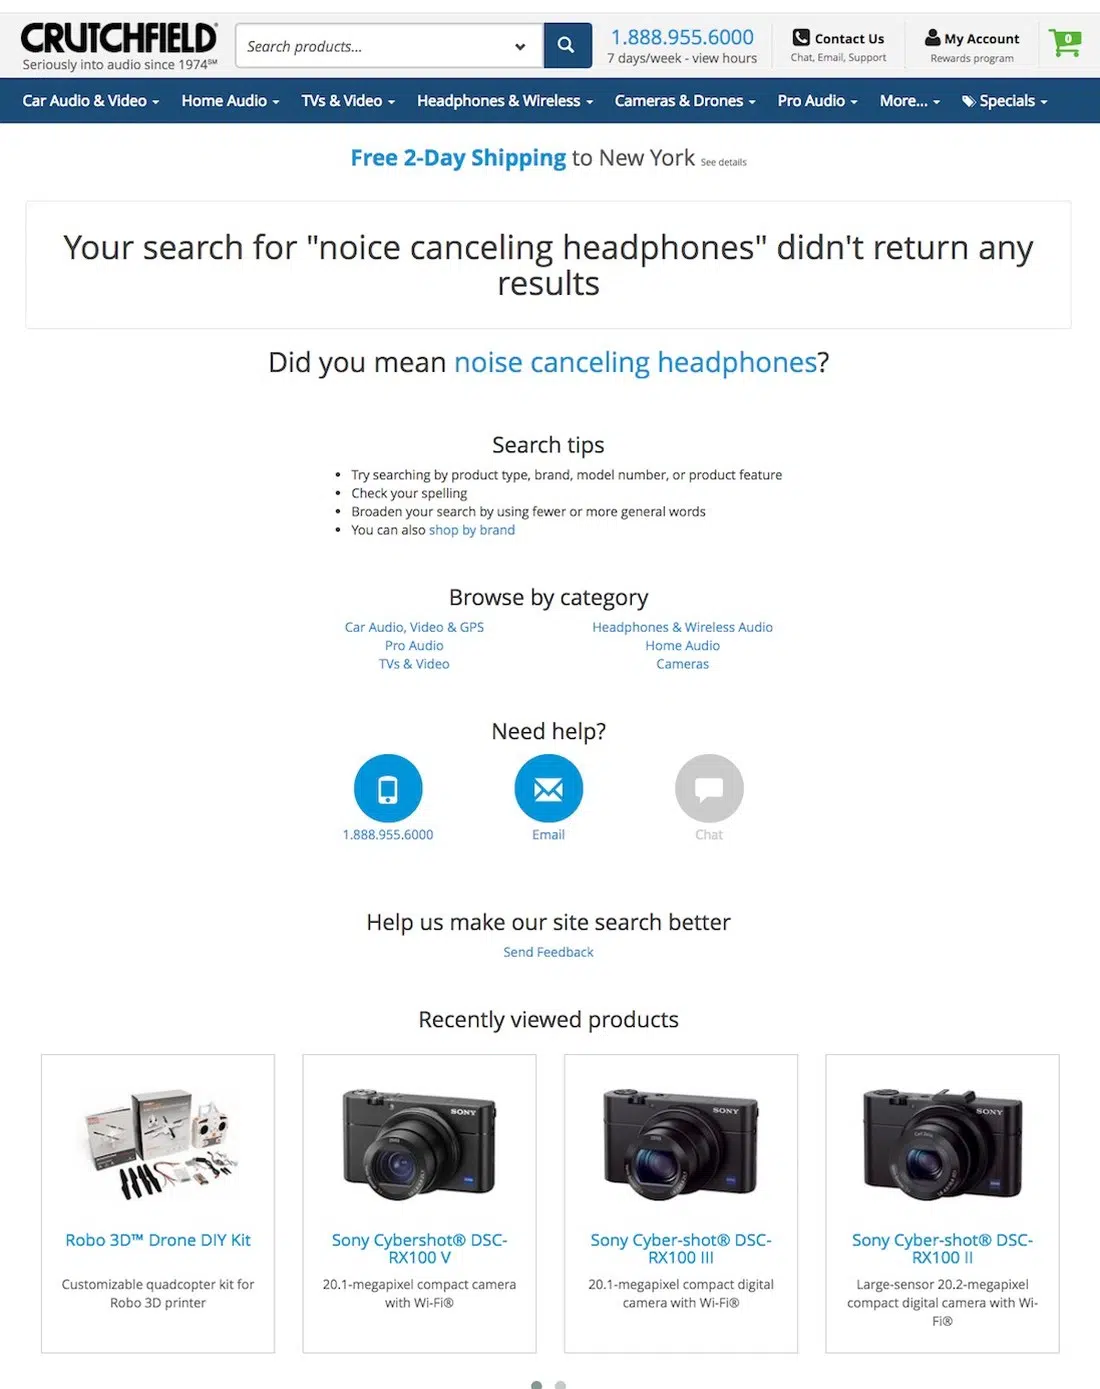 CRUTCHFIELD®
Seriously into audio since 1974℠
Search products...
1.888.955.6000
7 days/week - view hours
Contact Us
Chat, Email, Support
My Account
Rewards program
0
Car Audio & Video
Home Audio
TVs & Video
Headphones & Wireless
Cameras & Drones
Pro Audio
More...
Specials
Free 2-Day Shipping to New York See details
Your search for "noice canceling headphones" didn't return any
results
Did you mean noise canceling headphones?
Search tips
• Try searching by product type, brand, model number, or product feature
• Check your spelling
• Broaden your search by using fewer or more general words
• You can also shop by brand
Browse by category
Car Audio, Video & GPS
Pro Audio
TVs & Video
Headphones & Wireless Audio
Home Audio
Cameras
Need help?
1.888.955.6000
Email
Chat
Help us make our site search better
Send Feedback
Recently viewed products
Robo 3D™ Drone DIY Kit
Customizable quadcopter kit for
Robo 3D printer
SONY
Sony Cybershot® DSC-
RX100 V
20.1-megapixel compact camera
with Wi-Fi®
SONY
Sony Cyber-shot® DSC-
RX100 III
20.1-megapixel compact digital
camera with Wi-Fi®
SONY
Sony Cyber-shot® DSC-
RX100 II
Large-sensor 20.2-megapixel
compact digital camera with Wi-
Fi®